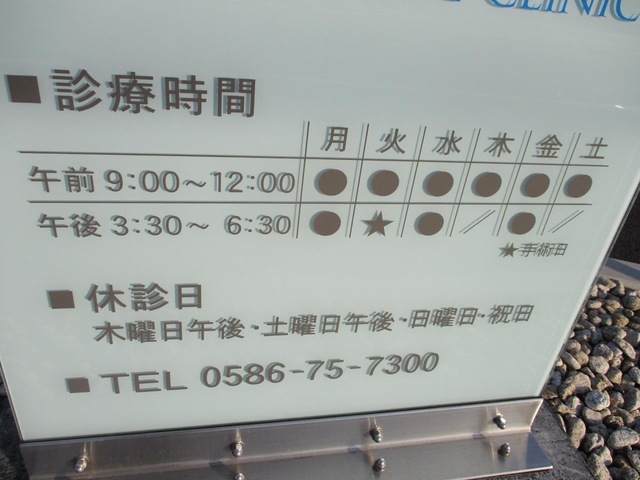 CLINIC
■診療時間
月 火 水 木 金 土
午前 9:00~12:00 ● ● ● ● ● ●
午後 3:30~ 6:30 ● ★ ● // ● //
★手術日
■休診日
木曜日午後・土曜日午後・日曜日・祝日
■TEL 0586-75-7300